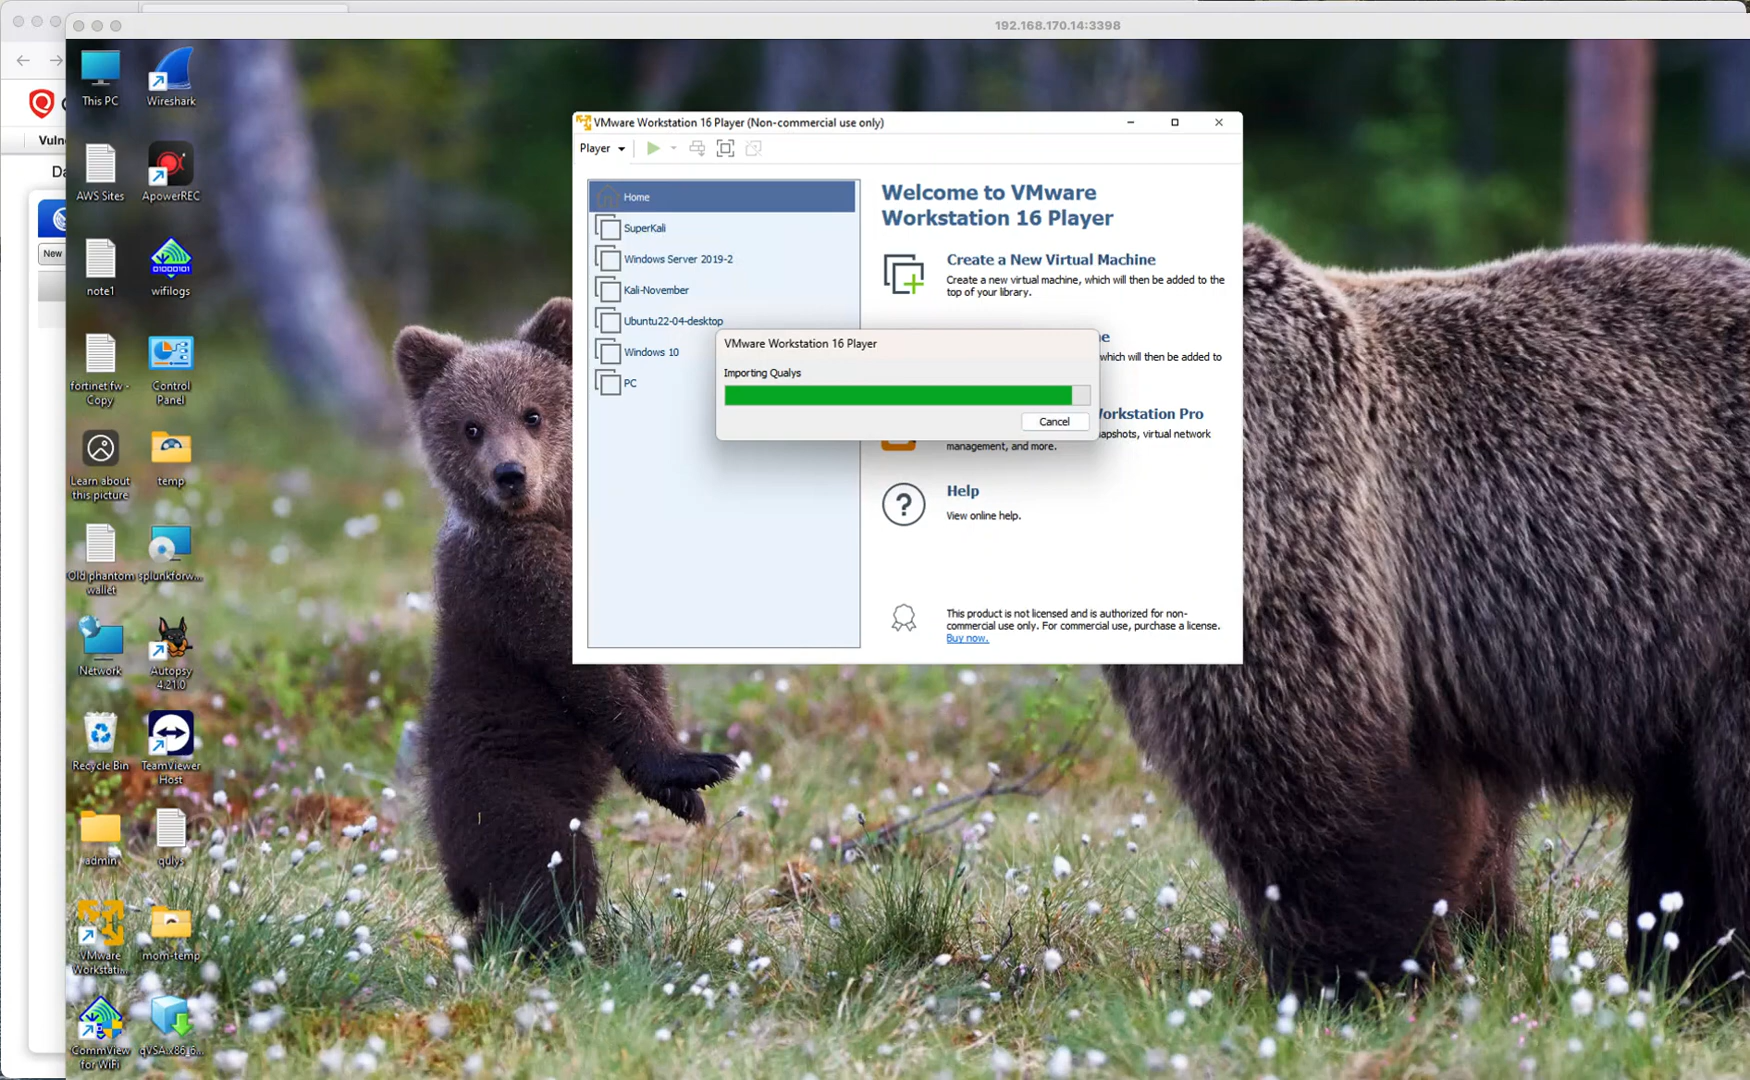 192.168.170.14:3398
Vuln
Da
New
This PC
Wireshark
AWS Sites
ApowerREC
note1
01000101
wifilogs
fortinet.fw -
Copy
Control
Panel
Learn about
this picture
temp
Old phantom
wallet
splunkforw...
Network
Autopsy
4.21.0
Recycle Bin
TeamViewer
Host
admin
qulys
VMware
Workstati...
mom-temp
CommView
for WiFi
qVSA.x86_6...
VMware Workstation 16 Player (Non-commercial use only)
Player
Home
SuperKali
Windows Server 2019-2
Kali-November
Ubuntu22-04-desktop
Windows 10
PC
Welcome to VMware
Workstation 16 Player
Create a New Virtual Machine
Create a new virtual machine, which will then be added to the
top of your library.
ne
which will then be added to
VMware Workstation 16 Player
Importing Qualys
Cancel
Workstation Pro
napshots, virtual network
management, and more.
?
Help
View online help.
This product is not licensed and is authorized for non-
commercial use only. For commercial use, purchase a license.
Buy now.